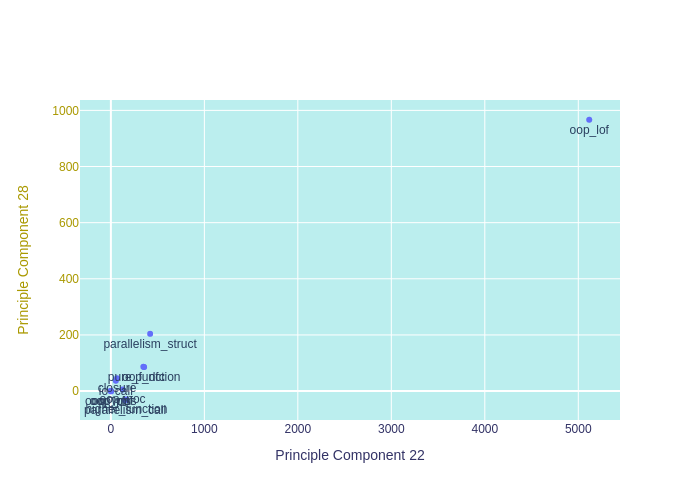 1000
800
600
400
200
0
oop_lof
parallelism_struct
closure
parallelism_call
0
1000
2000
3000
4000
5000
Principle Component 22
Principle Component 28